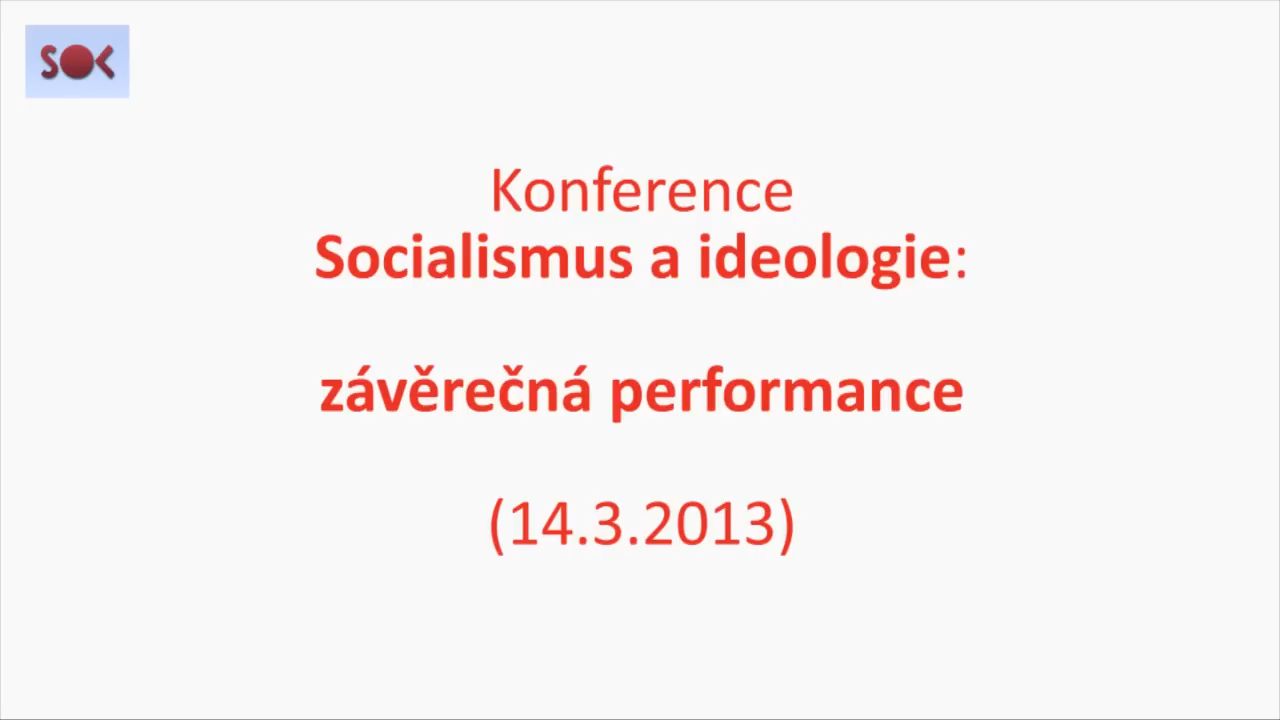 SOK
Konference
Socialismus a ideologie:
závěrečná performance
(14.3.2013)